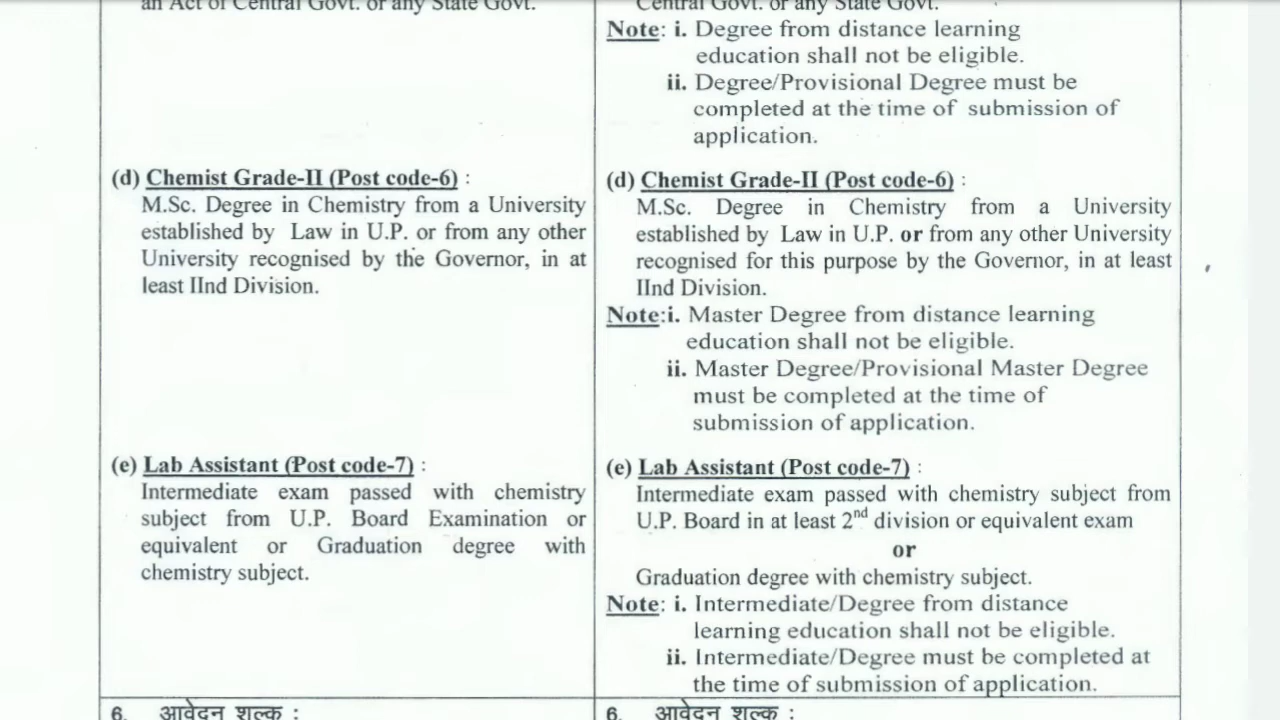 an Act of Central Govt. or any State Govt.
(d) Chemist Grade-II (Post code-6) :
M.Sc. Degree in Chemistry from a University
established by Law in U.P. or from any other
University recognised by the Governor, in at
least IInd Division.
(e) Lab Assistant (Post code-7) :
Intermediate exam passed with chemistry
subject from U.P. Board Examination or
equivalent or Graduation degree with
chemistry subject.
6. आवेदन शुल्क :
Central Govt. or any State Govt.
Note: i. Degree from distance learning
education shall not be eligible.
ii. Degree/Provisional Degree must be
completed at the time of submission of
application.
(d) Chemist Grade-II (Post code-6) :
M.Sc. Degree in Chemistry from a University
established by Law in U.P. or from any other University
recognised for this purpose by the Governor, in at least
IInd Division.
Note:i. Master Degree from distance learning
education shall not be eligible.
ii. Master Degree/Provisional Master Degree
must be completed at the time of
submission of application.
(e) Lab Assistant (Post code-7) :
Intermediate exam passed with chemistry subject from
U.P. Board in at least 2nd division or equivalent exam
or
Graduation degree with chemistry subject.
Note: i. Intermediate/Degree from distance
learning education shall not be eligible.
ii. Intermediate/Degree must be completed at
the time of submission of application.
6. आवेदन शुल्क :